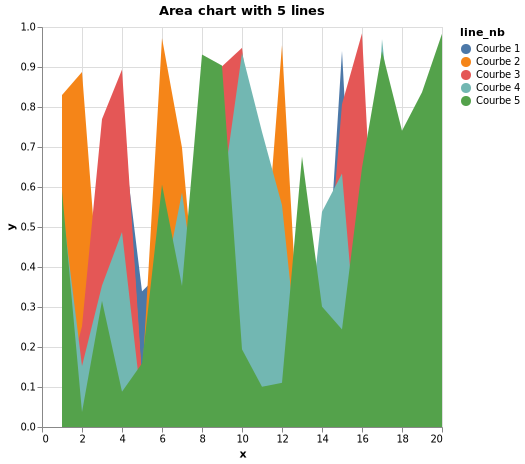 Area chart with 5 lines
line_nb
Courbe 1
Courbe 2
Courbe 3
Courbe 4
Courbe 5
y
1.0
0.9
0.8
0.7
0.6
0.5
0.4
0.3
0.2
0.1
0.0
0 2 4 6 8 10 12 14 16 18 20
x